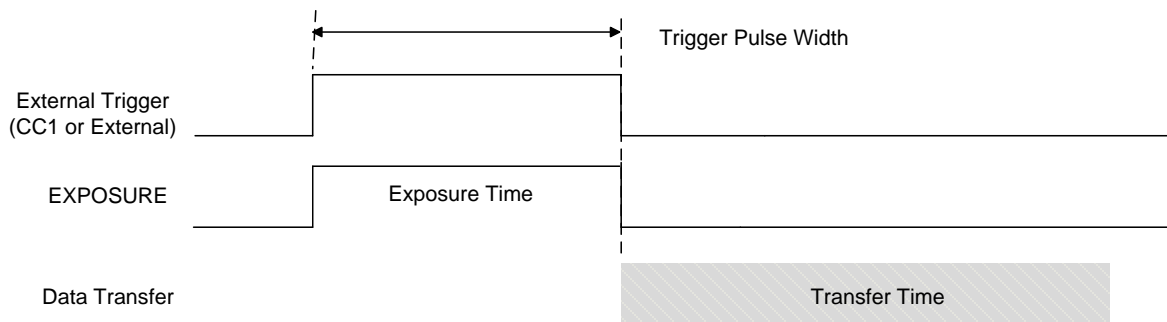 Trigger Pulse Width
External Trigger
(CC1 or External)
EXPOSURE
Exposure Time
Data Transfer
Transfer Time